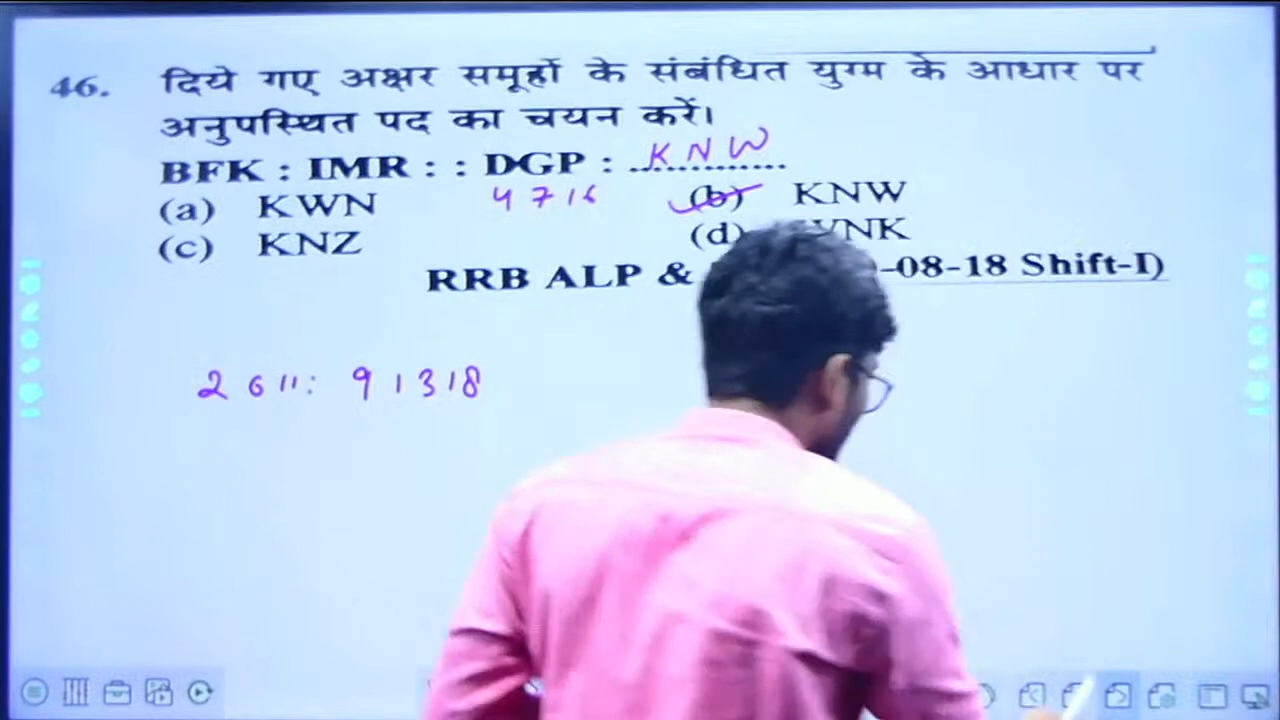 46. दिये गए अक्षर समूहों के संबंधित युग्म के आधार पर
अनुपस्थित पद का चयन करें।
BFK : IMR : : DGP : ............. KNW
4 7 16
(a) KWN (b) KNW
(c) KNZ (d) NK
RRB ALP & -08-18 Shift-I)
2 6 11 : 9 13 18